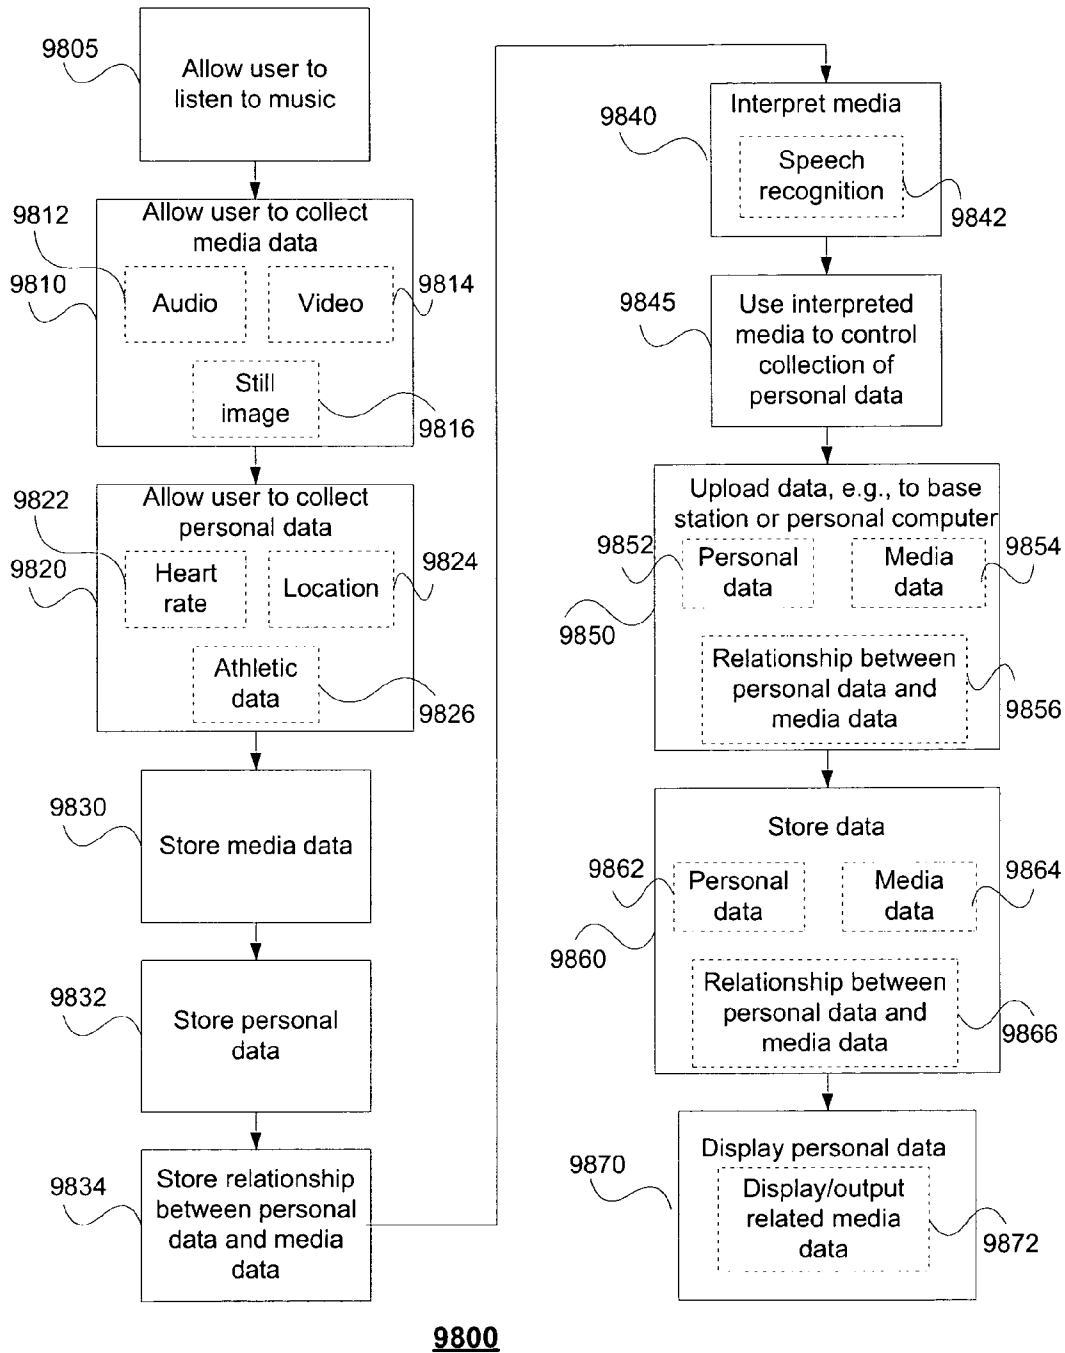 9805
Allow user to
listen to music
9812
9810
Allow user to collect
media data
Audio
Video
9814
Still
image
9816
9822
9820
Allow user to collect
personal data
Heart
rate
Location
9824
Athletic
data
9826
9830
Store media data
9832
Store personal
data
9834
Store relationship
between personal
data and media
data
9840
Interpret media
Speech
recognition
9842
9845
Use interpreted
media to control
collection of
personal data
Upload data, e.g., to base
station or personal computer
9852
Personal
data
Media
data
9854
9850
Relationship between
personal data and
media data
9856
Store data
9862
Personal
data
Media
data
9864
9860
Relationship between
personal data and
media data
9866
9870
Display personal data
Display/output
related media
data
9872
9800